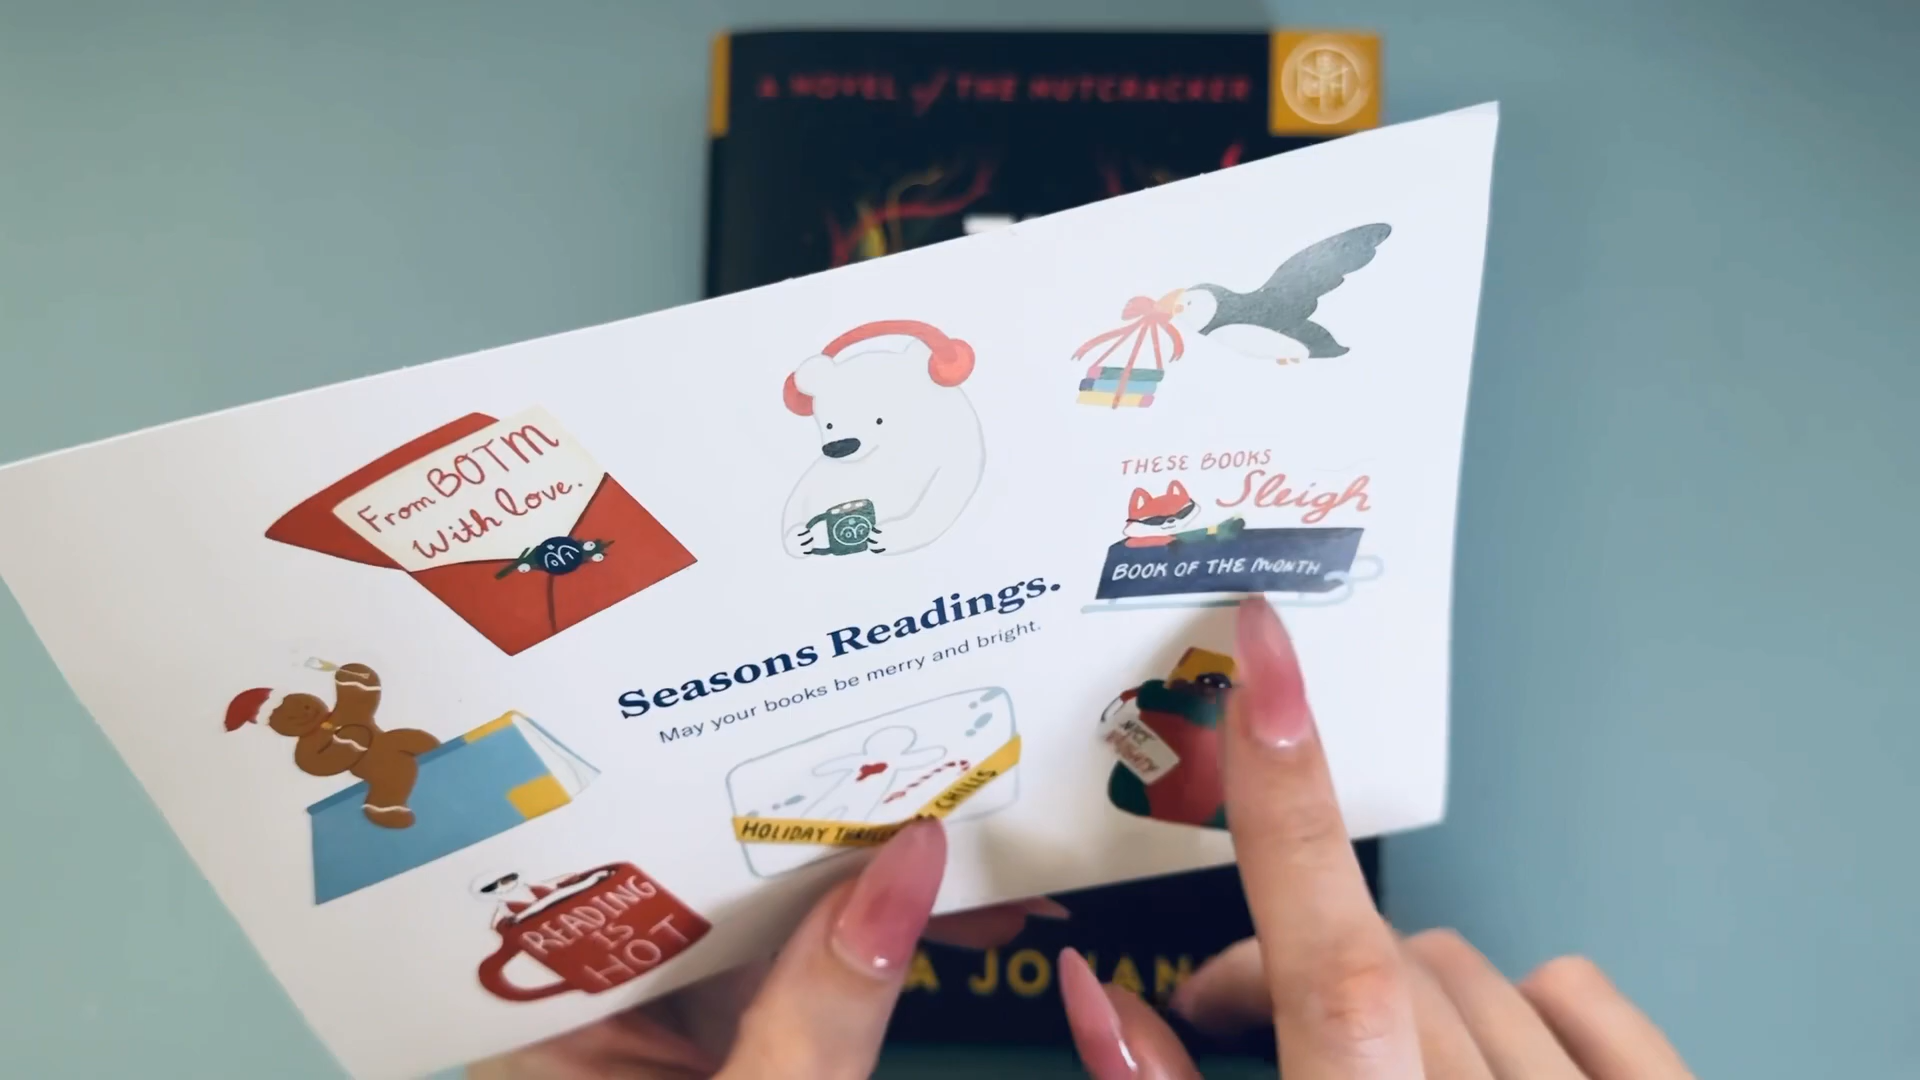 A NOVEL of THE NUTCRACKER
From BOTM
With love.
THESE BOOKS
Sleigh
BOOK OF THE MONTH
Seasons Readings.
May your books be merry and bright.
HOLIDAY
CHILLS
READING
IS
HOT